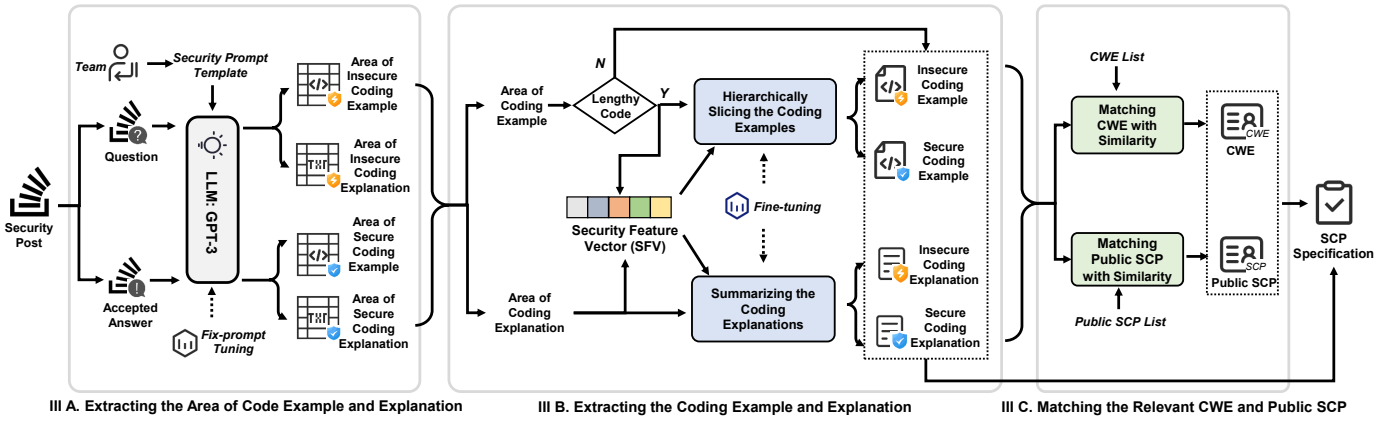 Team
Security Prompt
Template
Security
Post
Question
Accepted
Answer
LLM: GPT-3
Fix-prompt
Tuning
</>
Area of
Insecure
Coding
Example
TXT
Area of
Insecure
Coding
Explanation
</>
Area of
Secure
Coding
Example
TXT
Area of
Secure
Coding
Explanation
III A. Extracting the Area of Code Example and Explanation
Area of
Coding
Example
N
Lengthy
Code
Y
Hierarchically
Slicing the Coding
Examples
Security Feature
Vector (SFV)
Fine-tuning
Area of
Coding
Explanation
Summarizing the
Coding
Explanations
</>
Insecure
Coding
Example
</>
Secure
Coding
Example
Insecure
Coding
Explanation
Secure
Coding
Explanation
III B. Extracting the Coding Example and Explanation
CWE List
Matching
CWE with
Similarity
CWE
CWE
Matching
Public SCP
with Similarity
SCP
Public SCP
Public SCP List
SCP
Specification
III C. Matching the Relevant CWE and Public SCP